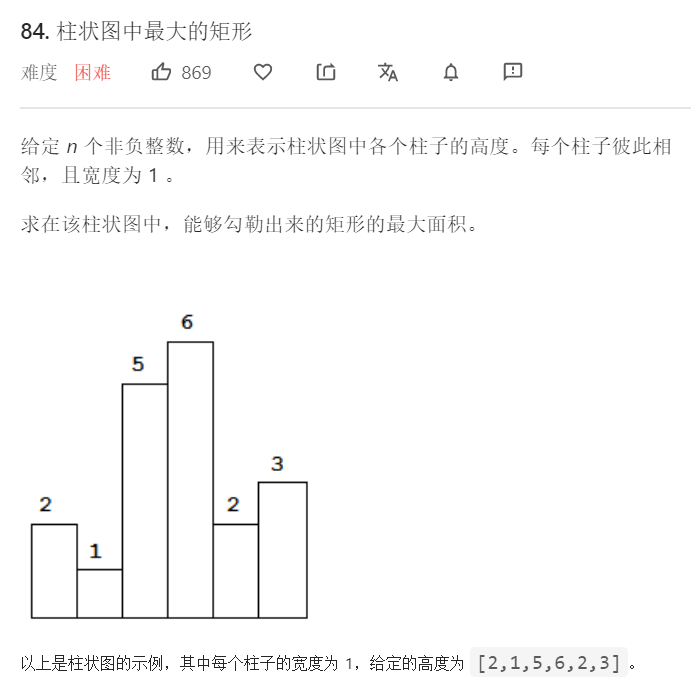 84. 柱状图中最大的矩形
难度 困难 869
给定 n 个非负整数，用来表示柱状图中各个柱子的高度。每个柱子彼此相
邻，且宽度为 1 。
求在该柱状图中，能够勾勒出来的矩形的最大面积。
6
5
3
2
2
1
以上是柱状图的示例，其中每个柱子的宽度为 1，给定的高度为 [2,1,5,6,2,3] 。